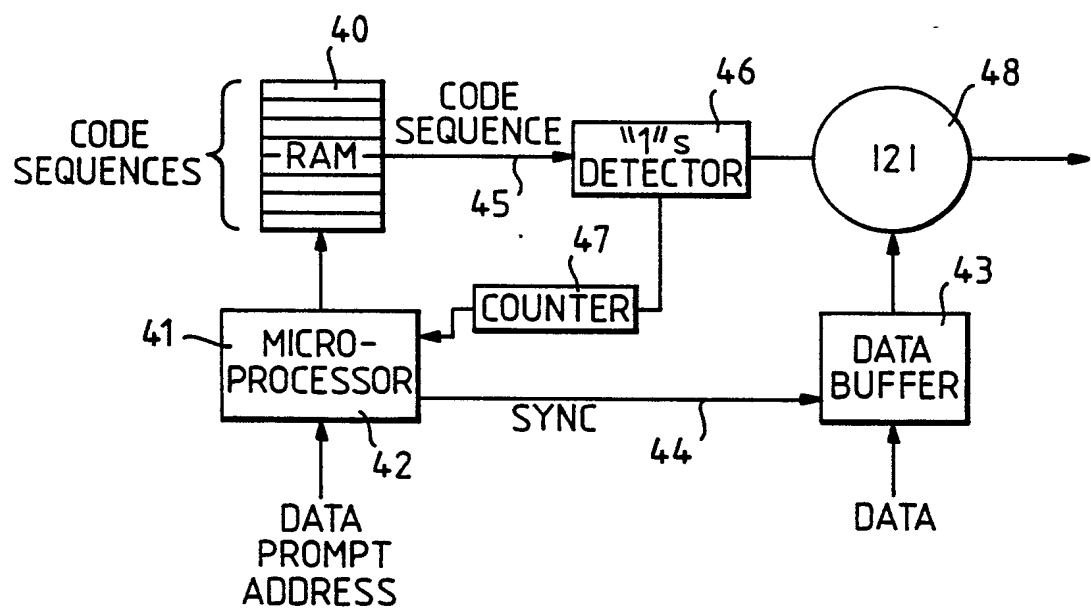 40
CODE
SEQUENCES
RAM
CODE
SEQUENCE
45
46
"1"s
DETECTOR
48
121
47
COUNTER
41
MICRO-
PROCESSOR
42
SYNC
44
43
DATA
BUFFER
DATA
PROMPT
ADDRESS
DATA